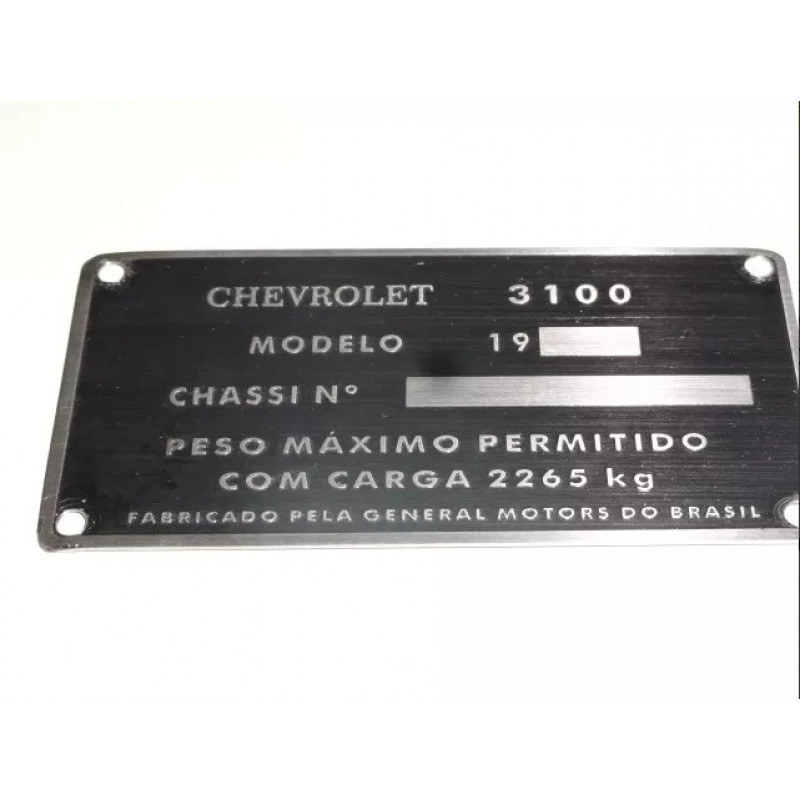 CHEVROLET 3100
MODELO 19
CHASSI Nº
PESO MÁXIMO PERMITIDO
COM CARGA 2265 kg
FABRICADO PELA GENERAL MOTORS DO BRASIL